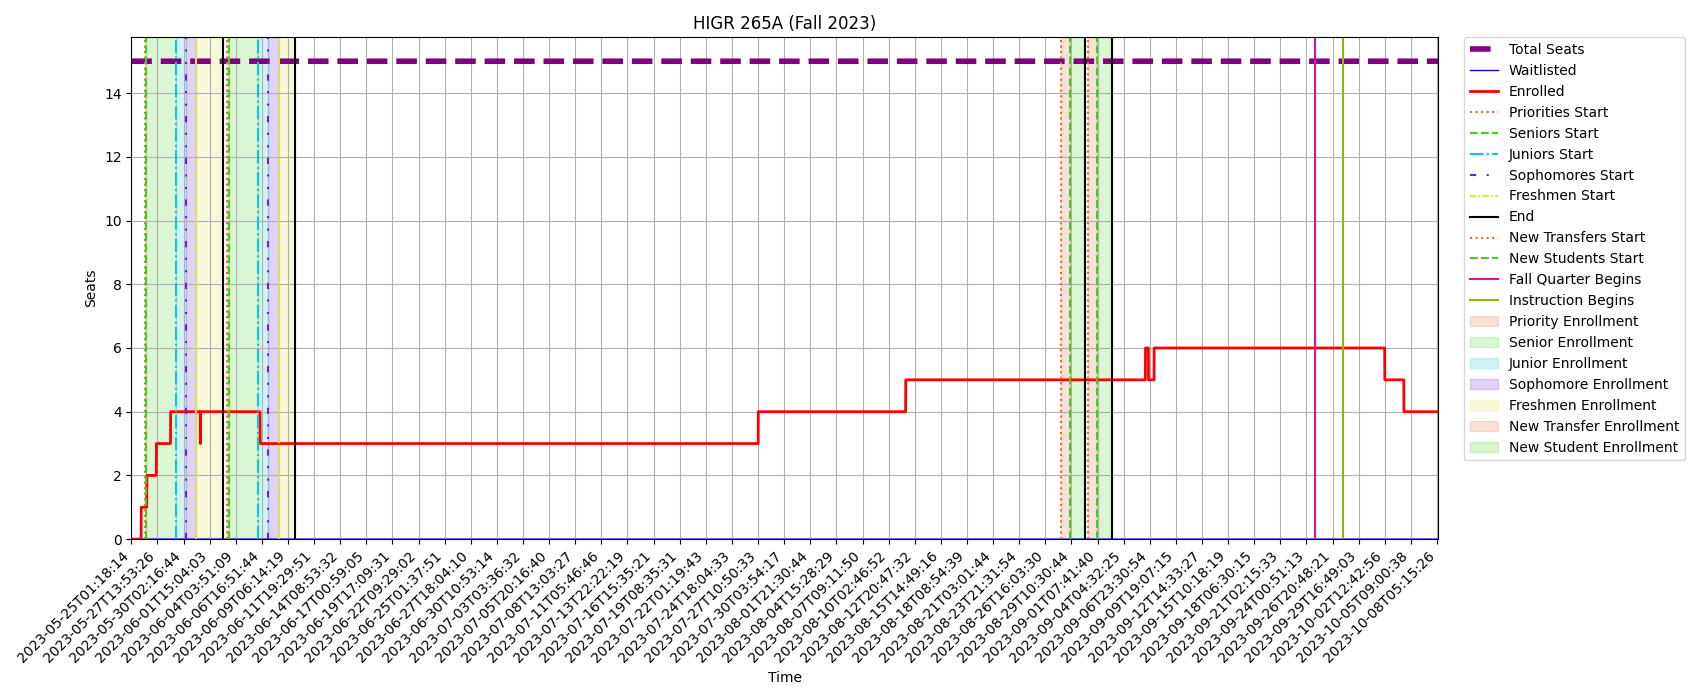 HIGR 265A (Fall 2023)
Seats
14
12
10
8
6
4
2
0
2023-05-25T01:18:14
2023-05-27T13:53:26
2023-05-30T02:16:44
2023-06-01T15:04:03
2023-06-04T03:51:09
2023-06-06T16:51:44
2023-06-09T06:14:19
2023-06-11T19:29:51
2023-06-14T08:53:32
2023-06-17T00:59:05
2023-06-19T17:09:31
2023-06-22T09:29:02
2023-06-25T01:37:51
2023-06-27T18:04:10
2023-06-30T10:53:14
2023-07-03T03:36:32
2023-07-05T20:16:40
2023-07-08T13:03:27
2023-07-11T05:46:46
2023-07-13T22:22:19
2023-07-16T15:35:21
2023-07-19T08:35:31
2023-07-22T01:19:43
2023-07-24T18:04:33
2023-07-27T10:50:33
2023-07-30T03:54:17
2023-08-01T21:30:44
2023-08-04T15:28:29
2023-08-07T09:11:50
2023-08-10T02:46:52
2023-08-12T20:47:32
2023-08-15T14:49:16
2023-08-18T08:54:39
2023-08-21T03:01:44
2023-08-23T21:31:54
2023-08-26T16:03:30
2023-08-29T10:30:44
2023-09-01T07:41:40
2023-09-04T04:32:25
2023-09-06T23:30:54
2023-09-09T19:07:15
2023-09-12T14:33:27
2023-09-15T10:18:19
2023-09-18T06:30:15
2023-09-21T02:15:33
2023-09-24T00:51:13
2023-09-26T20:48:21
2023-09-29T16:49:03
2023-10-02T12:42:56
2023-10-05T09:00:38
2023-10-08T05:15:26
Time
Total Seats
Waitlisted
Enrolled
Priorities Start
Seniors Start
Juniors Start
Sophomores Start
Freshmen Start
End
New Transfers Start
New Students Start
Fall Quarter Begins
Instruction Begins
Priority Enrollment
Senior Enrollment
Junior Enrollment
Sophomore Enrollment
Freshmen Enrollment
New Transfer Enrollment
New Student Enrollment